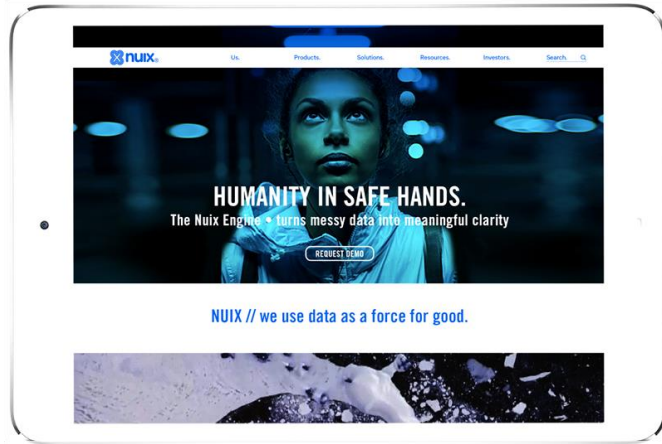 nuix®
Us. Products. Solutions. Resources. Investors. Search.
HUMANITY IN SAFE HANDS.
The Nuix Engine • turns messy data into meaningful clarity
REQUEST DEMO
NUIX // we use data as a force for good.